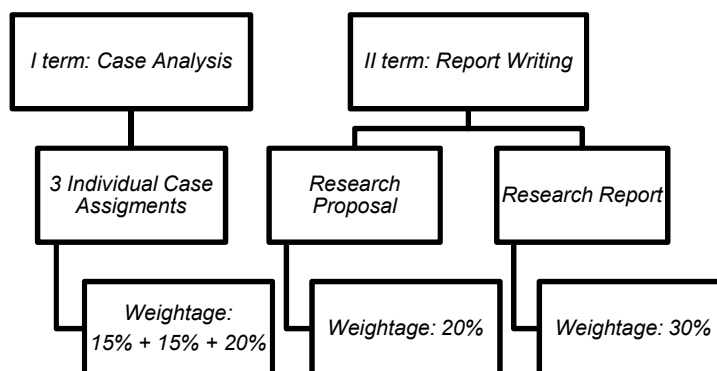 I term: Case Analysis
II term: Report Writing
3 Individual Case
Assigments
Research
Proposal
Research Report
Weightage:
15% + 15% + 20%
Weightage: 20%
Weightage: 30%